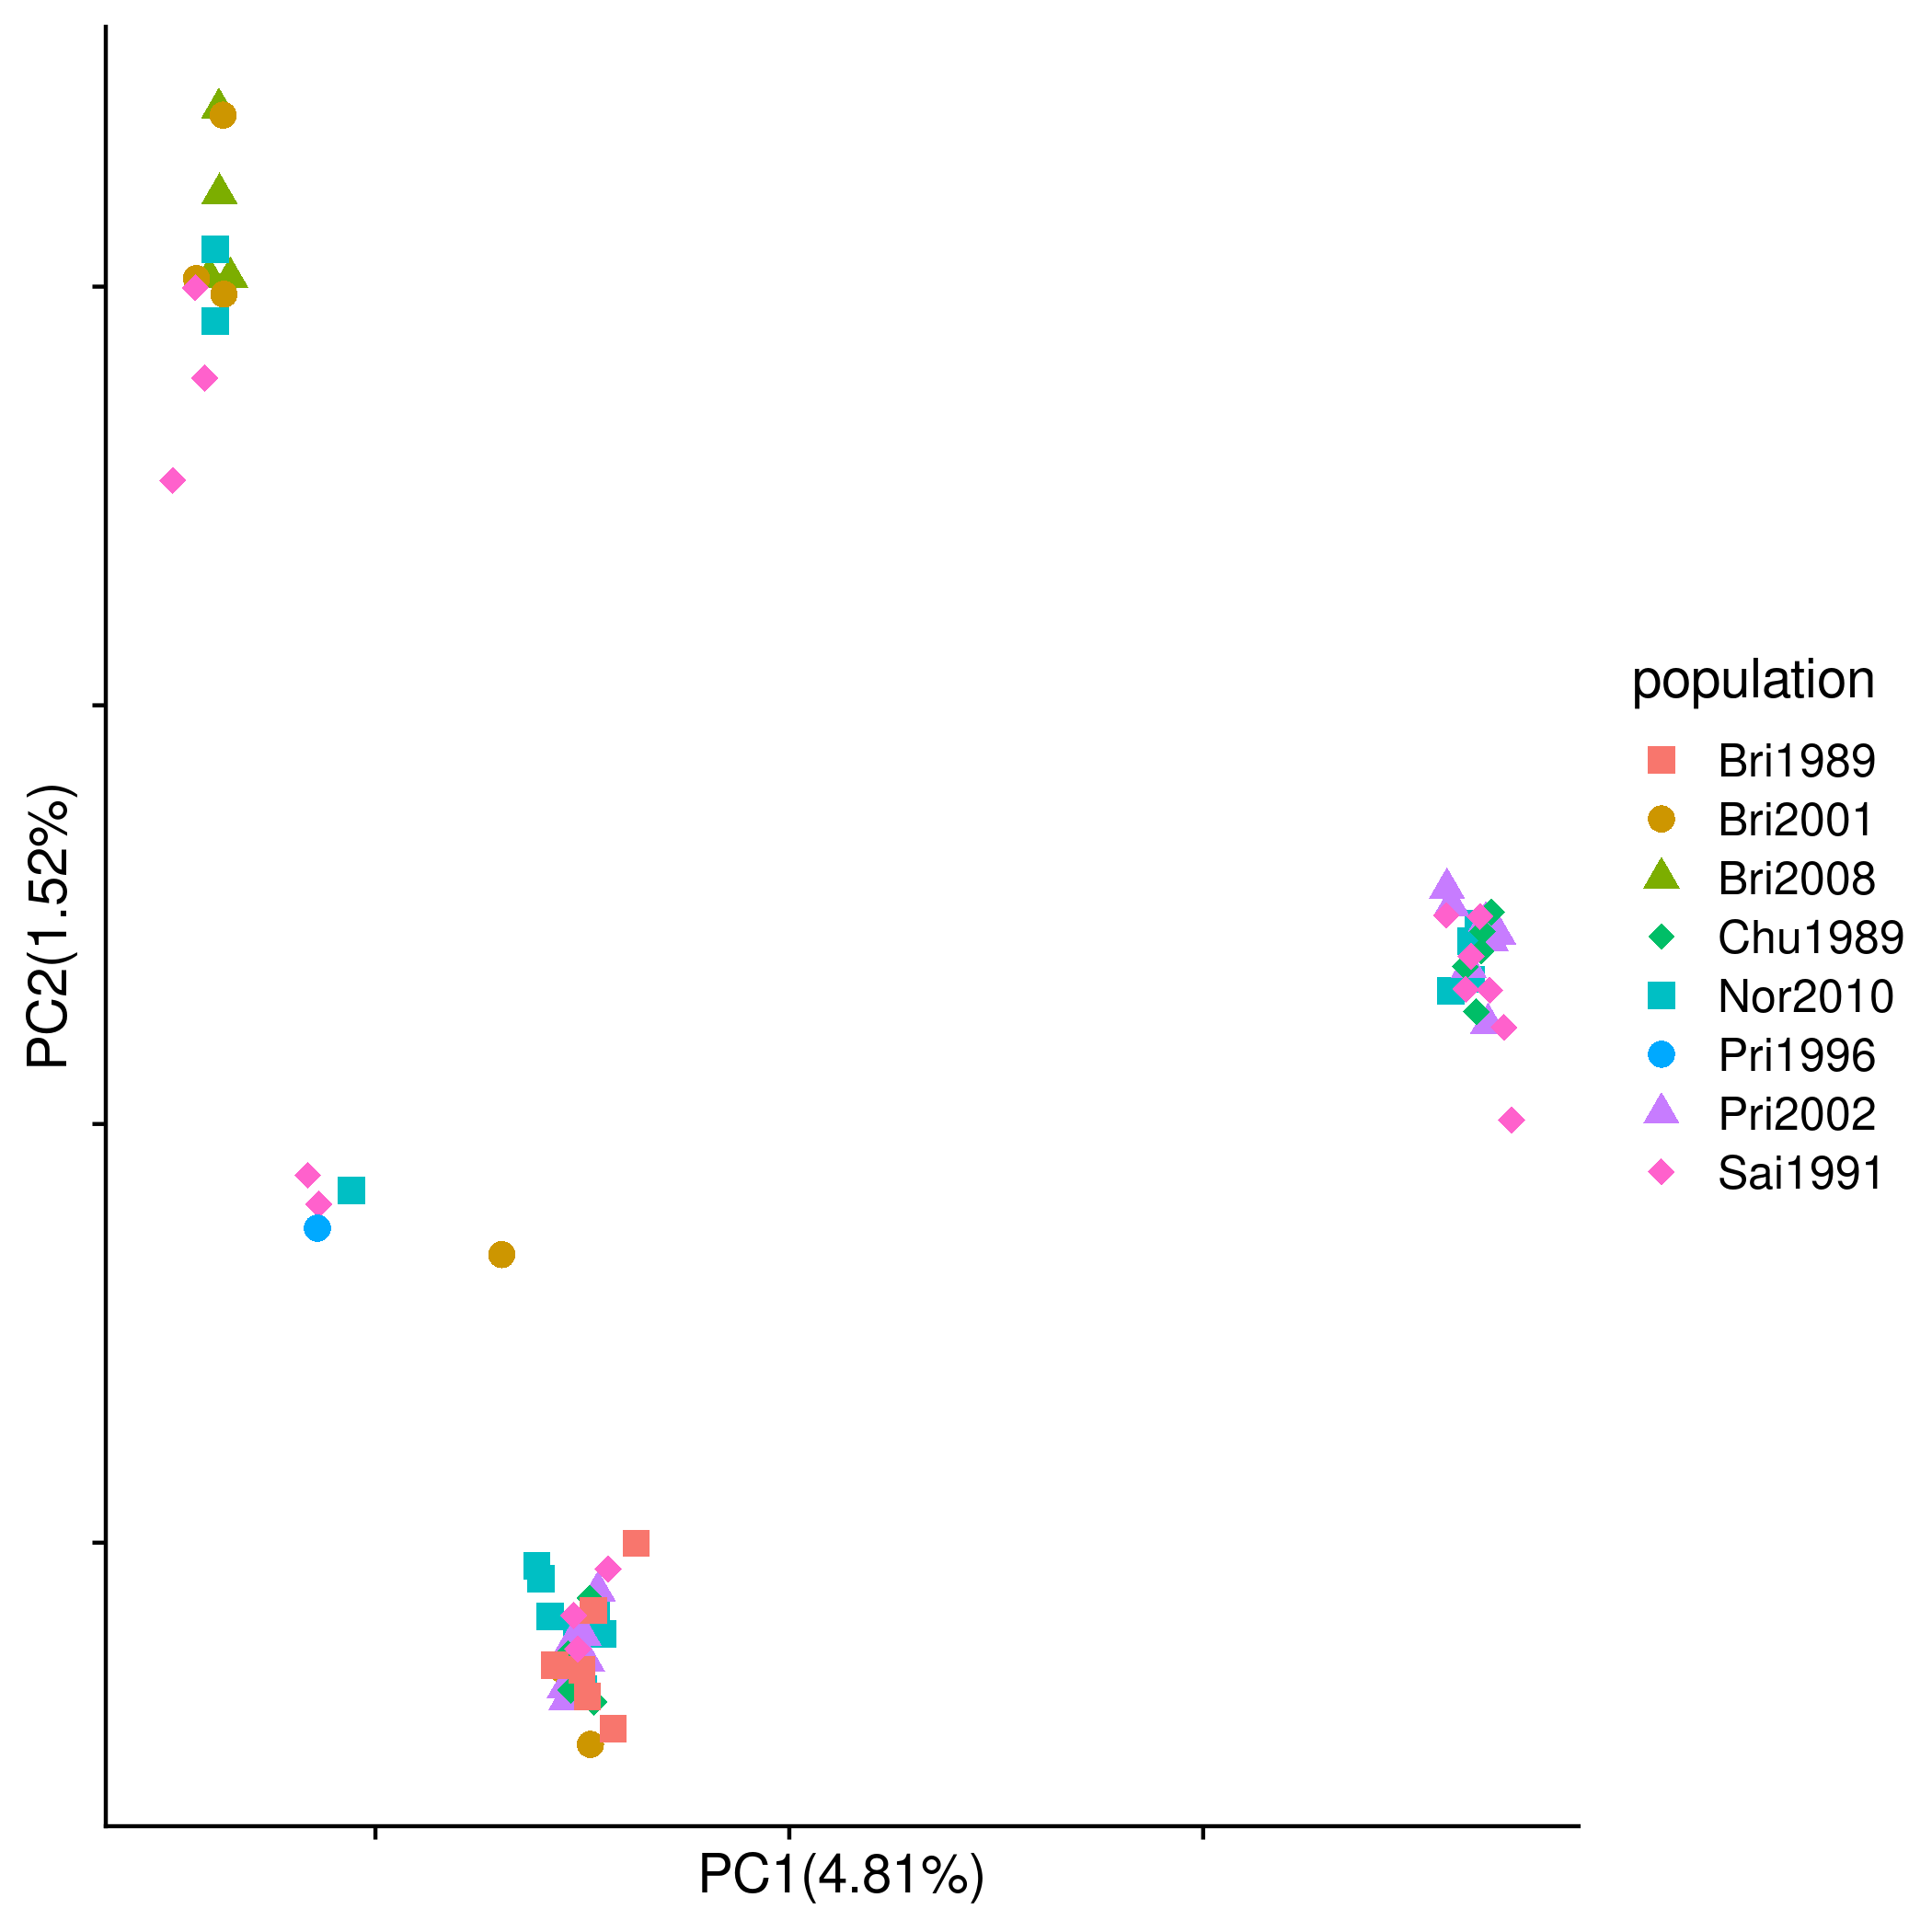 PC2(1.52%)
PC1(4.81%)
population
Bri1989
Bri2001
Bri2008
Chu1989
Nor2010
Pri1996
Pri2002
Sai1991